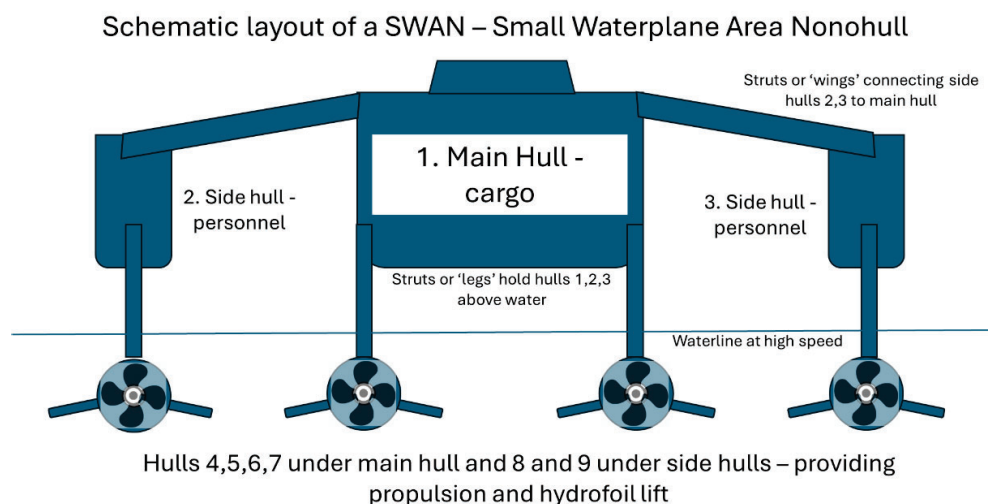 Schematic layout of a SWAN – Small Waterplane Area Nonohull
Struts or ‘wings’ connecting side
hulls 2,3 to main hull
1. Main Hull -
cargo
2. Side hull -
personnel
3. Side hull -
personnel
Struts or ‘legs’ hold hulls 1,2,3
above water
Waterline at high speed
Hulls 4,5,6,7 under main hull and 8 and 9 under side hulls – providing
propulsion and hydrofoil lift